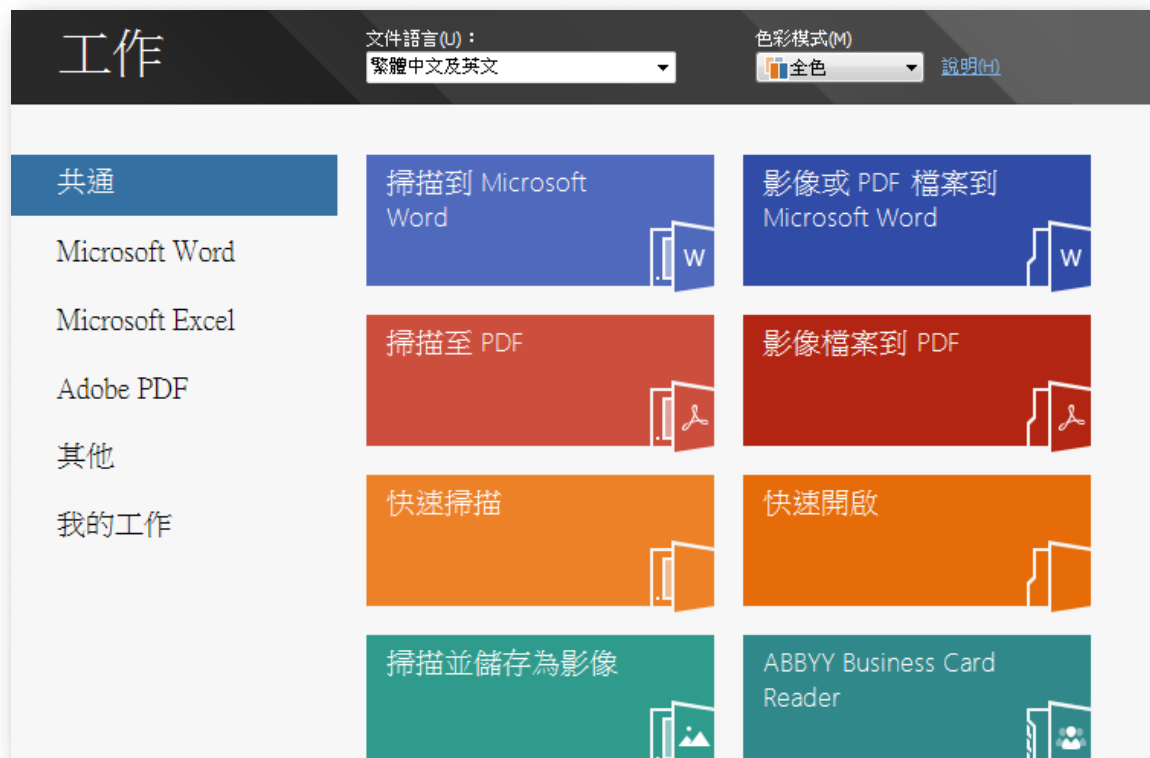 工作
文件語言(U)：
繁體中文及英文
色彩模式(M)
全色
說明(H)
共通
Microsoft Word
Microsoft Excel
Adobe PDF
其他
我的工作
掃描到 Microsoft
Word
W
影像或 PDF 檔案到
Microsoft Word
W
掃描至 PDF
影像檔案到 PDF
快速掃描
快速開啟
掃描並儲存為影像
ABBYY Business Card
Reader